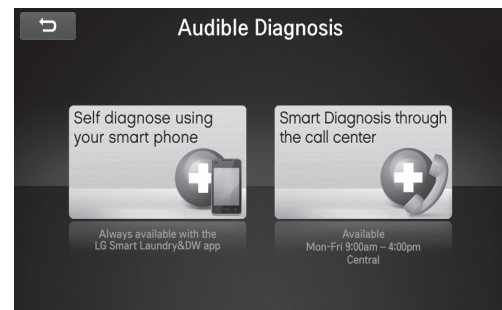 Audible Diagnosis
Self diagnose using
your smart phone
Smart Diagnosis through
the call center
Always available with the
LG Smart Laundry&DW app
Available
Mon-Fri 9:00am – 4:00pm
Central